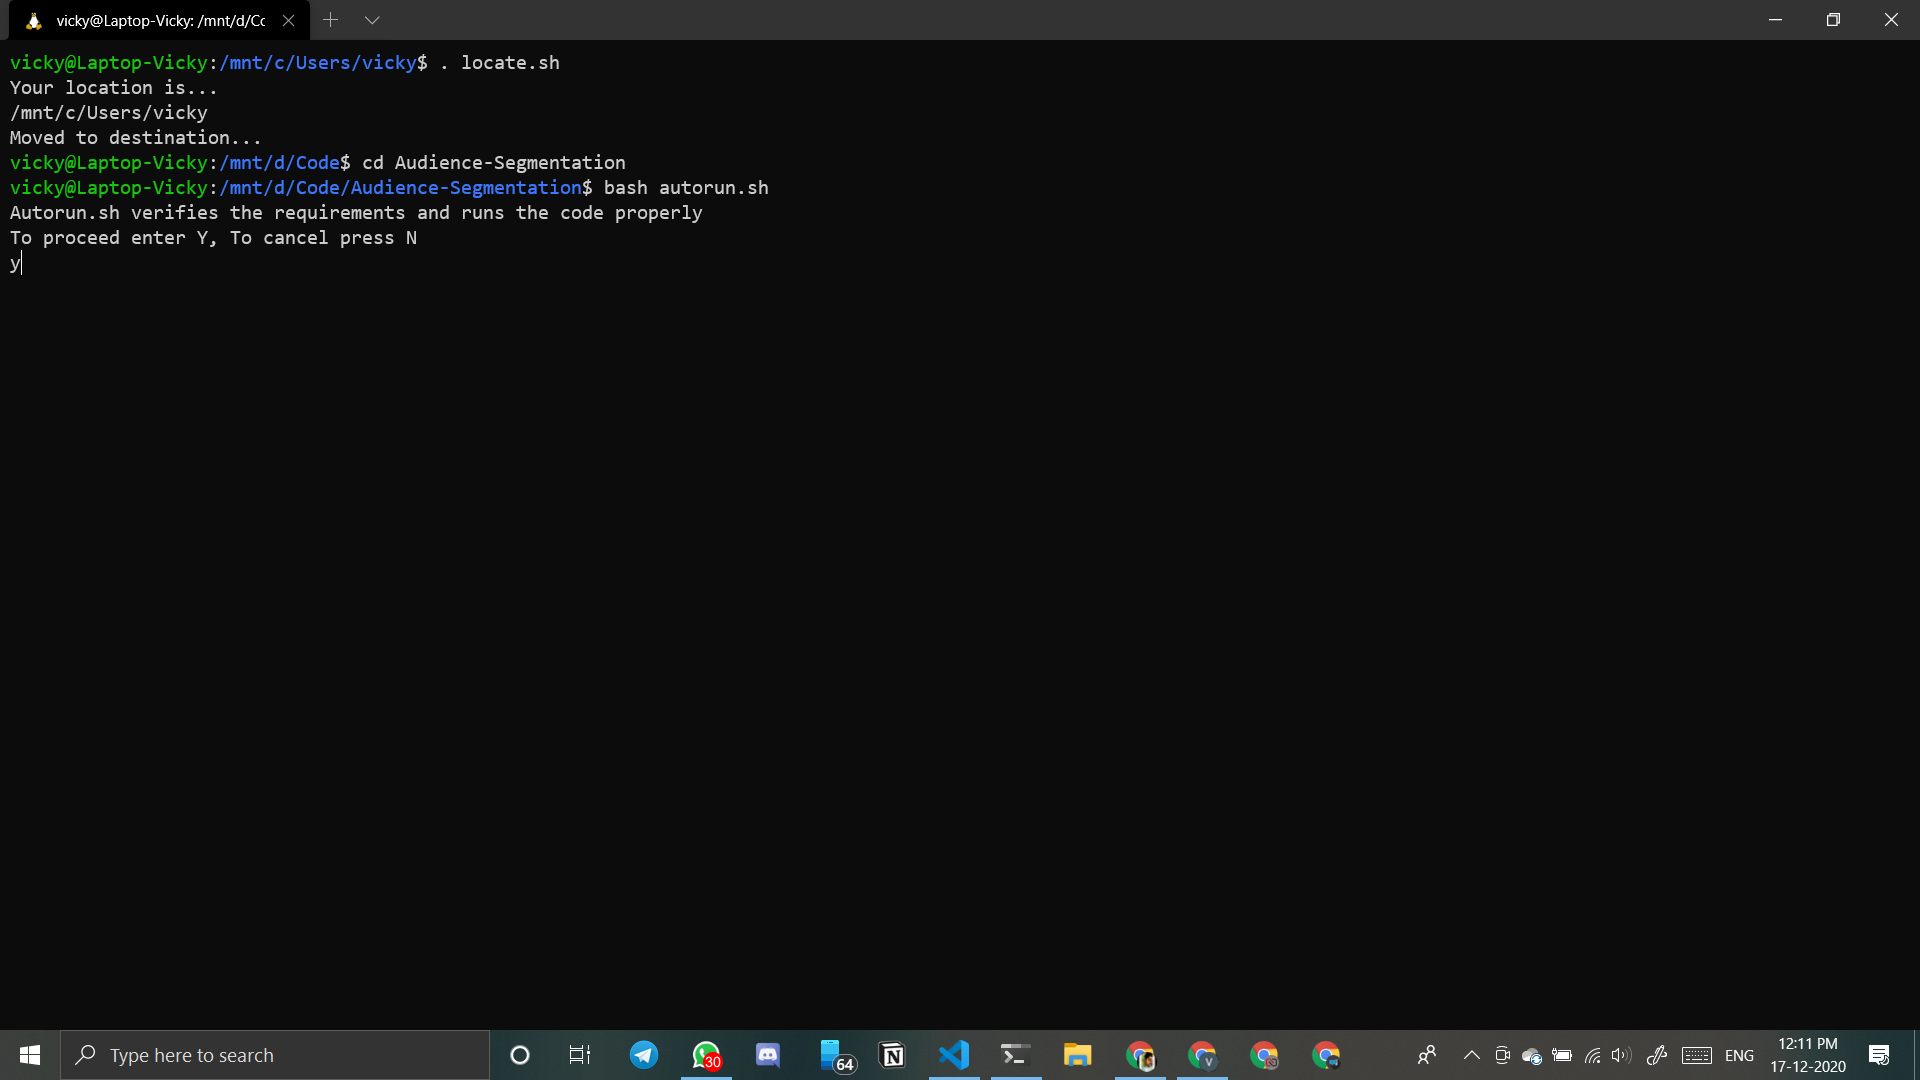 vicky@Laptop-Vicky: /mnt/d/Cc
vicky@Laptop-Vicky:/mnt/c/Users/vicky$ . locate.sh
Your location is...
/mnt/c/Users/vicky
Moved to destination...
vicky@Laptop-Vicky:/mnt/d/Code$ cd Audience-Segmentation
vicky@Laptop-Vicky:/mnt/d/Code/Audience-Segmentation$ bash autorun.sh
Autorun.sh verifies the requirements and runs the code properly
To proceed enter Y, To cancel press N
y
Type here to search
30
64
N
V
ENG
12:11 PM
17-12-2020